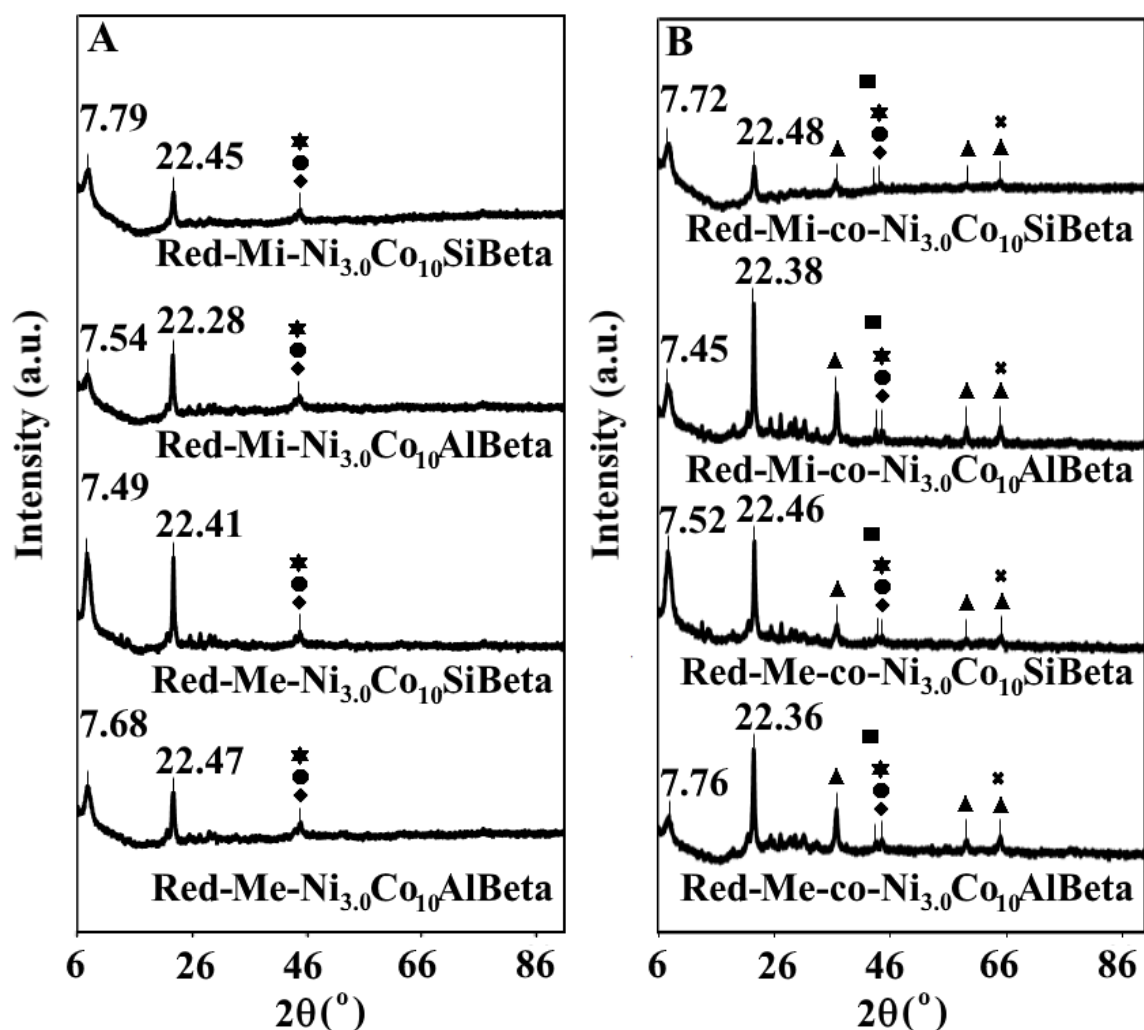 A
7.79
22.45
Red-Mi-Ni3.0Co10SiBeta
7.54
22.28
Red-Mi-Ni3.0Co10AlBeta
7.49
22.41
Red-Me-Ni3.0Co10SiBeta
7.68
22.47
Red-Me-Ni3.0Co10AlBeta
Intensity (a.u.)
6 26 46 66 86
2θ(°)
B
7.72
22.48
Red-Mi-co-Ni3.0Co10SiBeta
22.38
7.45
Red-Mi-co-Ni3.0Co10AlBeta
7.52 22.46
Red-Me-co-Ni3.0Co10SiBeta
22.36
7.76
Red-Me-co-Ni3.0Co10AlBeta
Intensity (a.u.)
6 26 46 66 86
2θ(°)